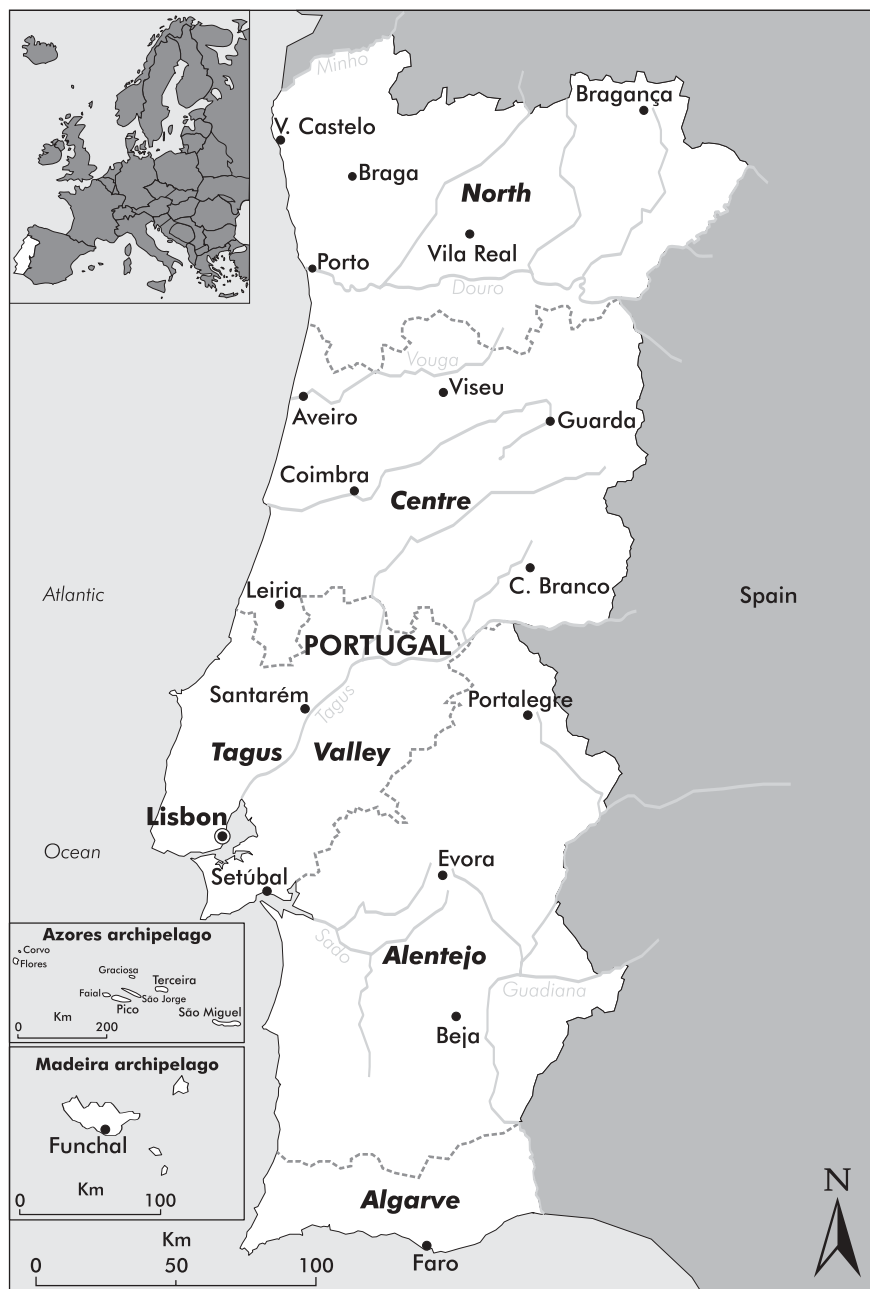 Minho
Bragança
V. Castelo
Braga
North
Vila Real
Porto
Douro
Vouga
Viseu
Aveiro
Guarda
Coimbra
Centre
Atlantic
Leiria
C. Branco
Spain
PORTUGAL
Santarém
Tagus
Portalegre
Tagus Valley
Lisbon
Ocean
Evora
Setúbal
Sado
Alentejo
Guadiana
Beja
Azores archipelago
Corvo
Flores
Graciosa
Terceira
Faial
São Jorge
Pico
São Miguel
Km
0 200
Madeira archipelago
Funchal
Km
0 100
Algarve
N
Faro
Km
0 50 100